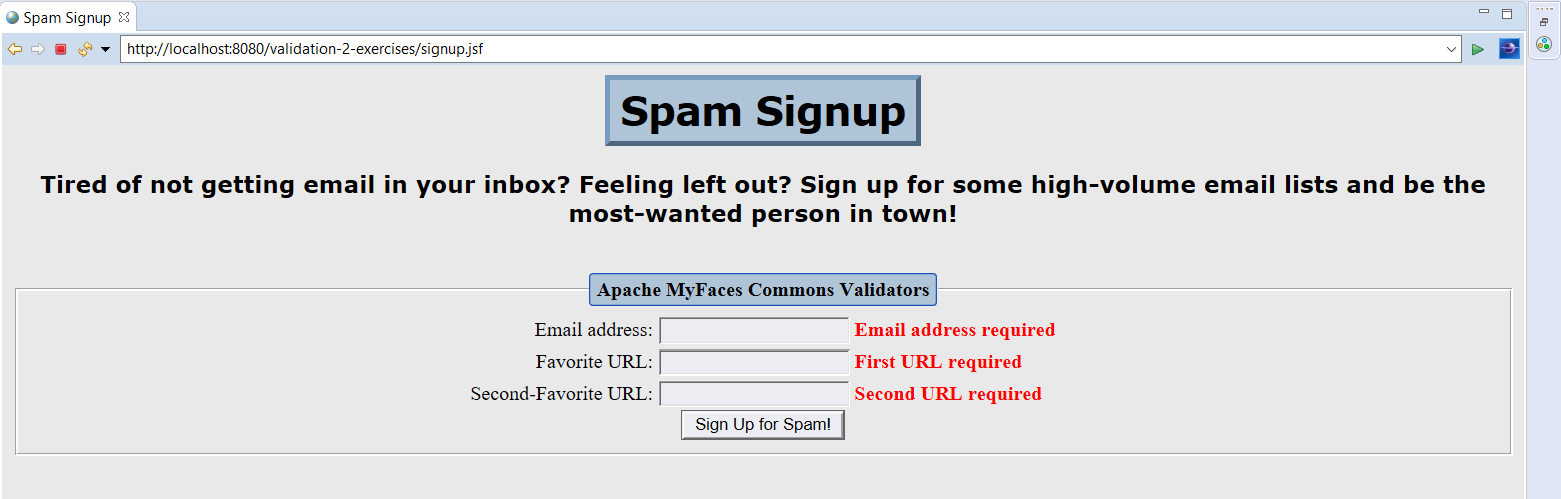 Spam Signup
http://localhost:8080/validation-2-exercises/signup.jsf
Spam Signup
Tired of not getting email in your inbox? Feeling left out? Sign up for some high-volume email lists and be the
most-wanted person in town!
Apache MyFaces Commons Validators
Email address: Email address required
Favorite URL: First URL required
Second-Favorite URL: Second URL required
Sign Up for Spam!